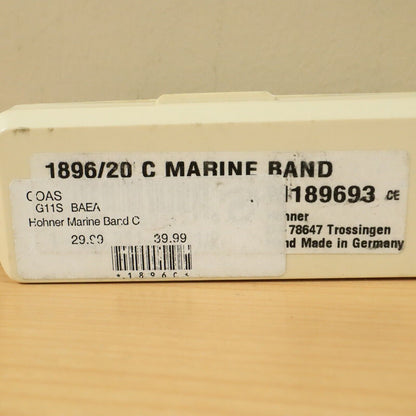 1896/20 C MARINE BAND
189693 CE
COAS
G11S BAEA
Hohner Marine Band C
29.99 39.99
*1896C*
hner
78647 Trossingen
nd Made in Germany